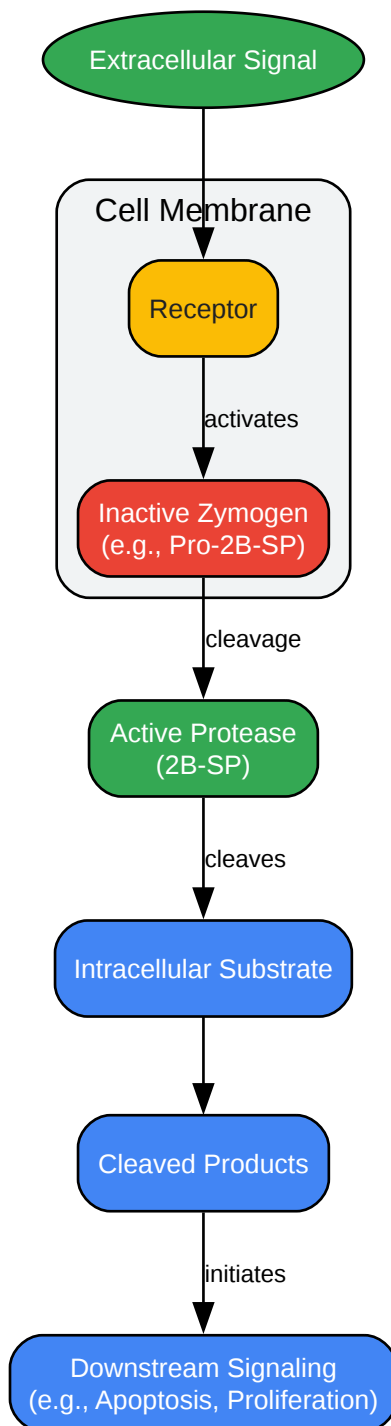 Extracellular Signal
Cell Membrane
Receptor
activates
Inactive Zymogen
(e.g., Pro-2B-SP)
cleavage
Active Protease
(2B-SP)
cleaves
Intracellular Substrate
Cleaved Products
initiates
Downstream Signaling
(e.g., Apoptosis, Proliferation)